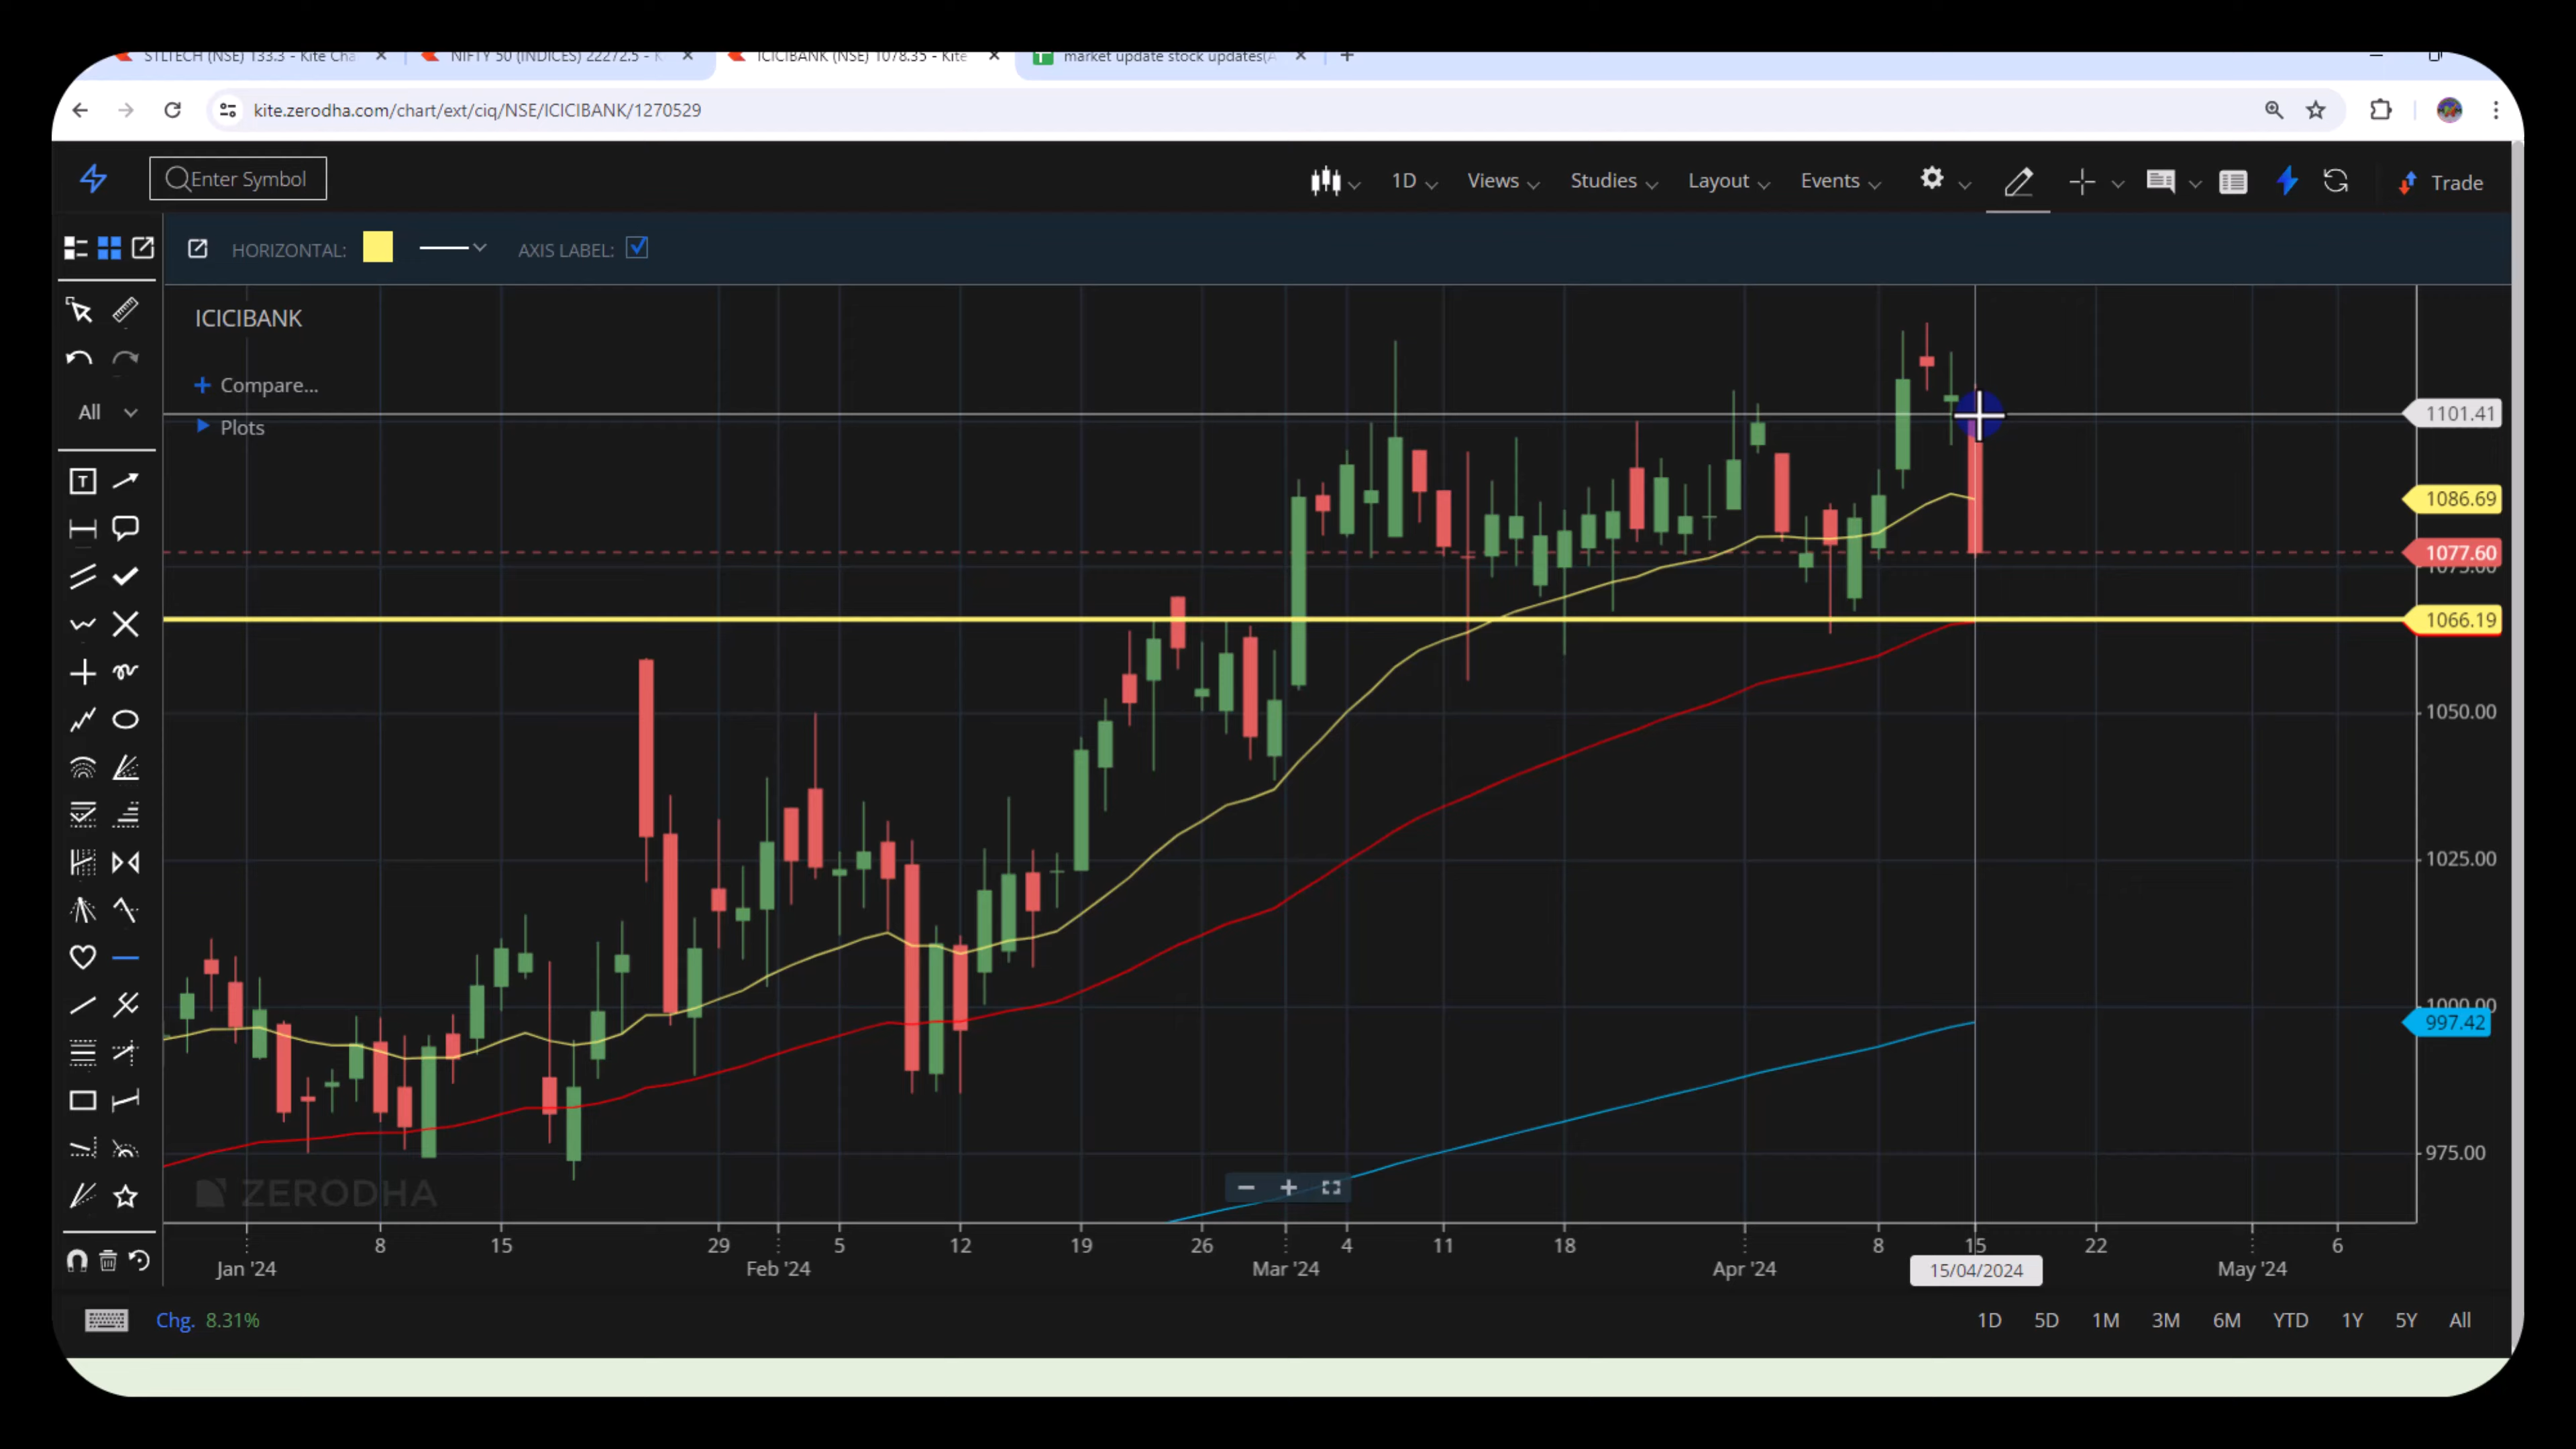 STLTECH (NSE) 133.3 - Kite Cha
NIFTY 50 (INDICES) 22272.5 - K
ICICIBANK (NSE) 1078.35 - Kite
market update stock updates(A
kite.zerodha.com/chart/ext/ciq/NSE/ICICIBANK/1270529
Enter Symbol
1D
Views
Studies
Layout
Events
Trade
HORIZONTAL:
AXIS LABEL:
ICICIBANK
Compare...
All
Plots
T
1101.41
1086.69
1077.60
1075.00
1066.19
1050.00
1025.00
1000.00
997.42
975.00
ZERODHA
8 15 29 5 12 19 26 4 11 18 8 15 22 6
Jan '24 Feb '24 Mar '24 Apr '24 15/04/2024 May '24
Chg. 8.31%
1D 5D 1M 3M 6M YTD 1Y 5Y All